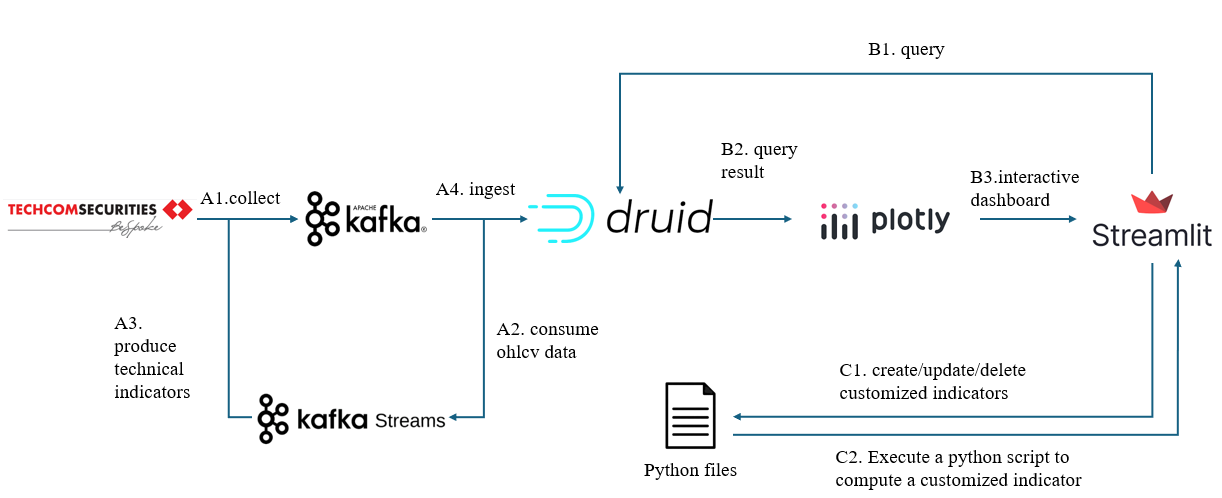 B1. query
B2. query
result
A4. ingest
B3.interactive
dashboard
A1.collect
TECHCOMSECURITIES
BeSpoke
APACHE
kafka®
druid
plotly
Streamlit
A3.
produce
technical
indicators
A2. consume
ohlcv data
C1. create/update/delete
customized indicators
kafka Streams
Python files
C2. Execute a python script to
compute a customized indicator